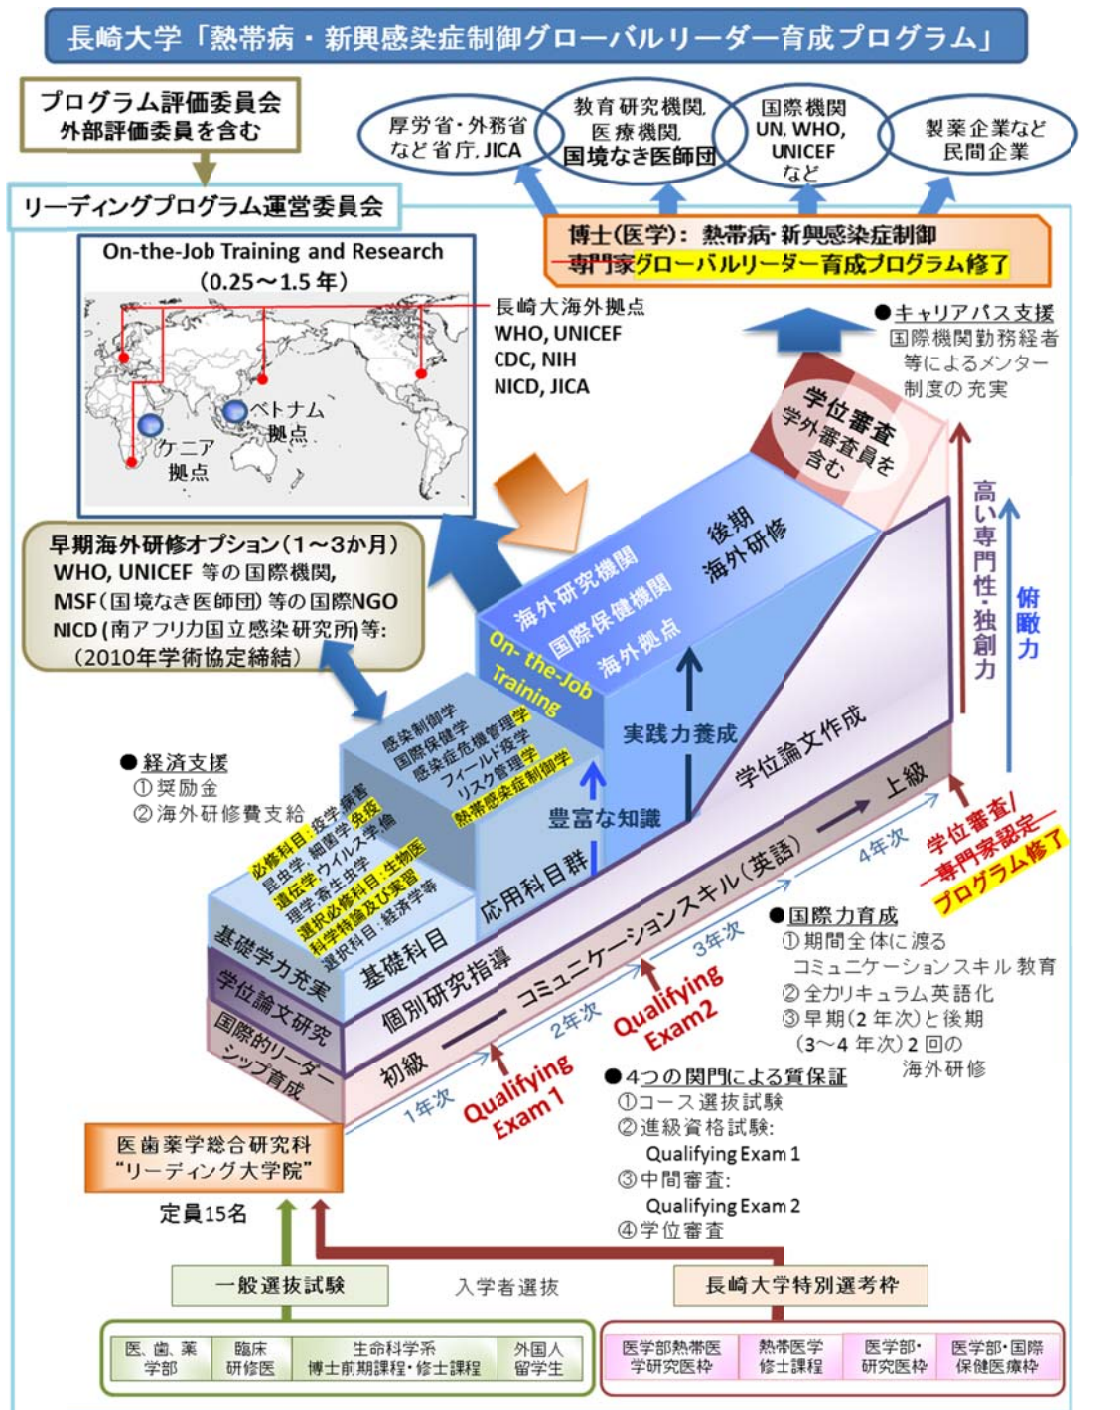 長崎大学「熱帯病・新興感染症制御グローバルリーダー育成プログラム」
プログラム評価委員会
外部評価委員を含む
厚労省・外務省
など省庁, JICA
教育研究機関,
医療機関,
国境なき医師団
国際機関
UN, WHO,
UNICEF
など
製薬企業など
民間企業
リーディングプログラム運営委員会
博士(医学): 熱帯病・新興感染症制御
専門家グローバルリーダー育成プログラム修了
On-the-Job Training and Research
(0.25～1.5 年)
長崎大海外拠点
WHO, UNICEF
CDC, NIH
NICD, JICA
ベトナム
拠点
ケニア
拠点
●キャリアパス支援
国際機関勤務経者
等によるメンター
制度の充実
学位審査
学外審査員を
含む
高い専門性・独創力
俯瞰力
早期海外研修オプション(1～3か月)
WHO, UNICEF 等の国際機関,
MSF(国境なき医師団)等の国際NGO
NICD (南アフリカ国立感染研究所)等:
(2010年学術協定締結)
後期
海外研修
海外研究機関
国際保健機関
海外拠点
On- the-Job
Training
実践力養成
学位論文作成
感染制御学
国際保健学
感染症危機管理学
フィールド疫学
リスク管理学
熱帯感染症制御学
豊富な知識
応用科目群
●経済支援
①奨励金
②海外研修費支給
必修科目:疫学,病害
昆虫学,細菌学,免疫
遺伝学,ウイルス学,倫
理学,寄生虫学
選択必修科目:生物医
科学特論及び実習
選択科目:経済学等
基礎学力充実
基礎科目
学位論文研究
個別研究指導
国際的リーダー
シップ育成
初級
コミュニケーションスキル(英語)
上級
1年次
2年次
3年次
4年次
Qualifying
Exam 1
Qualifying
Exam2
学位審査/
専門家認定
プログラム修了
●国際力育成
①期間全体に渡る
コミュニケーションスキル教育
②全カリキュラム英語化
③早期(2 年次)と後期
(3～4 年次) 2 回の
海外研修
●4つの関門による質保証
①コース選抜試験
②進級資格試験:
Qualifying Exam 1
③中間審査:
Qualifying Exam 2
④学位審査
医歯薬学総合研究科
“リーディング大学院”
定員15名
一般選抜試験
入学者選抜
長崎大学特別選考枠
医、歯、薬
学部
臨床
研修医
生命科学系
博士前期課程・修士課程
外国人
留学生
医学部熱帯医
学研究医枠
熱帯医学
修士課程
医学部・
研究医枠
医学部・国際
保健医療枠